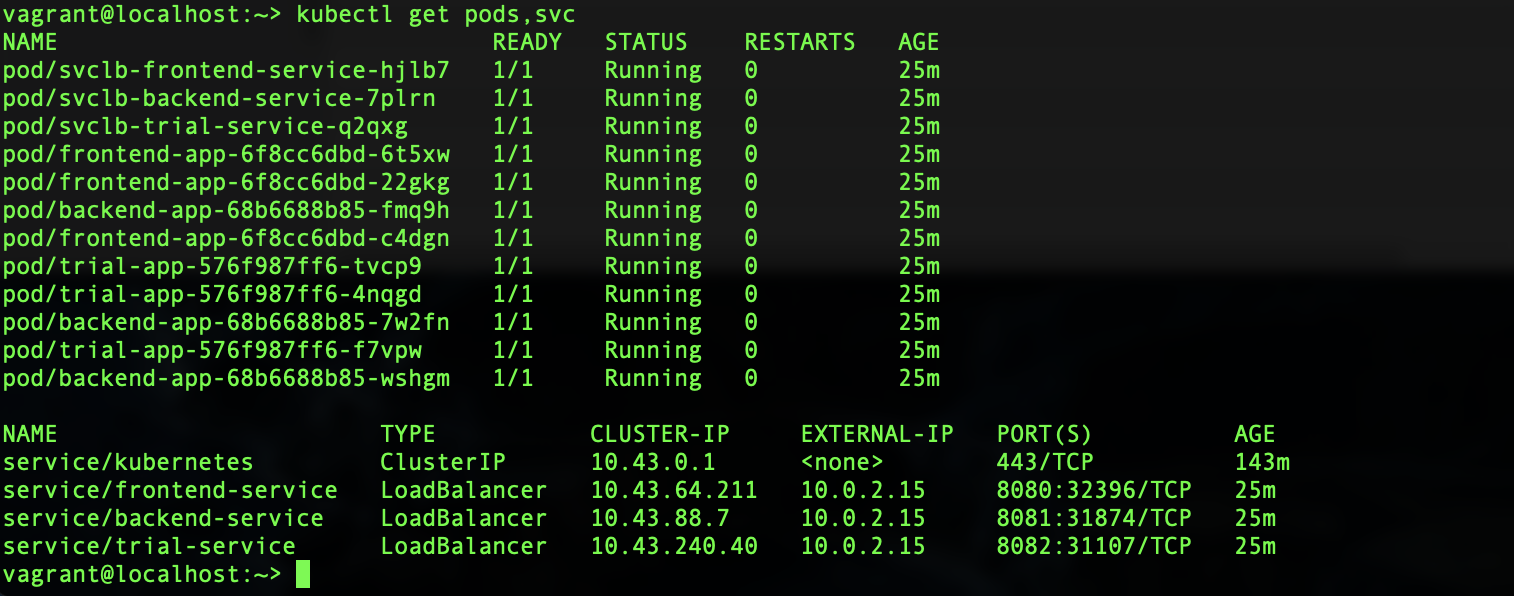 vagrant@localhost:~> kubectl get pods,svc
NAME READY STATUS RESTARTS AGE
pod/svclb-frontend-service-hjlb7 1/1 Running 0 25m
pod/svclb-backend-service-7plrn 1/1 Running 0 25m
pod/svclb-trial-service-q2qxg 1/1 Running 0 25m
pod/frontend-app-6f8cc6dbd-6t5xw 1/1 Running 0 25m
pod/frontend-app-6f8cc6dbd-22gkg 1/1 Running 0 25m
pod/backend-app-68b6688b85-fmq9h 1/1 Running 0 25m
pod/frontend-app-6f8cc6dbd-c4dgn 1/1 Running 0 25m
pod/trial-app-576f987ff6-tvcp9 1/1 Running 0 25m
pod/trial-app-576f987ff6-4nqgd 1/1 Running 0 25m
pod/backend-app-68b6688b85-7w2fn 1/1 Running 0 25m
pod/trial-app-576f987ff6-f7vpw 1/1 Running 0 25m
pod/backend-app-68b6688b85-wshgm 1/1 Running 0 25m
NAME TYPE CLUSTER-IP EXTERNAL-IP PORT(S) AGE
service/kubernetes ClusterIP 10.43.0.1 <none> 443/TCP 143m
service/frontend-service LoadBalancer 10.43.64.211 10.0.2.15 8080:32396/TCP 25m
service/backend-service LoadBalancer 10.43.88.7 10.0.2.15 8081:31874/TCP 25m
service/trial-service LoadBalancer 10.43.240.40 10.0.2.15 8082:31107/TCP 25m
vagrant@localhost:~>